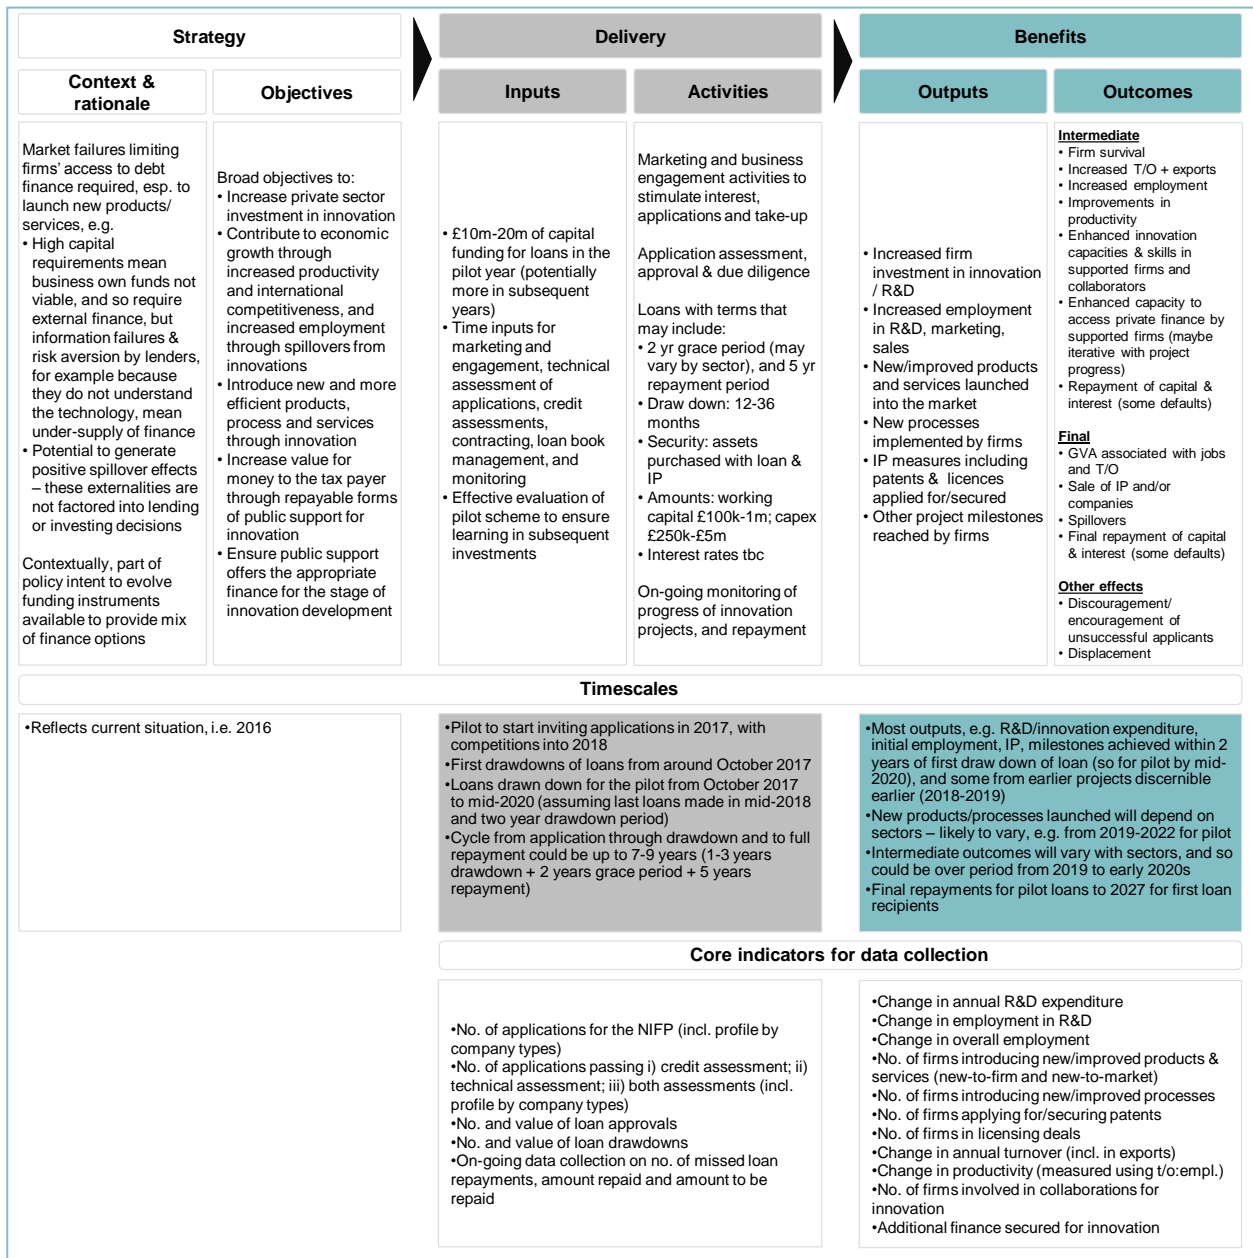 Strategy
Delivery
Benefits
Context &
rationale
Objectives
Inputs
Activities
Outputs
Outcomes
Market failures limiting
firms' access to debt
finance required, esp. to
launch new products/
services, e.g.
• High capital
requirements mean
business own funds not
viable, and so require
external finance, but
information failures &
risk aversion by lenders,
for example because
they do not understand
the technology, mean
under-supply of finance
• Potential to generate
positive spillover effects
– these externalities are
not factored into lending
or investing decisions
Contextually, part of
policy intent to evolve
funding instruments
available to provide mix
of finance options
Broad objectives to:
• Increase private sector
investment in innovation
• Contribute to economic
growth through
increased productivity
and international
competitiveness, and
increased employment
through spillovers from
innovations
• Introduce new and more
efficient products,
process and services
through innovation
• Increase value for
money to the tax payer
through repayable forms
of public support for
innovation
• Ensure public support
offers the appropriate
finance for the stage of
innovation development
• £10m-20m of capital
funding for loans in the
pilot year (potentially
more in subsequent
years)
• Time inputs for
marketing and
engagement, technical
assessment of
applications, credit
assessments,
contracting, loan book
management, and
monitoring
• Effective evaluation of
pilot scheme to ensure
learning in subsequent
investments
Marketing and business
engagement activities to
stimulate interest,
applications and take-up
Application assessment,
approval & due diligence
Loans with terms that
may include:
• 2 yr grace period (may
vary by sector), and 5 yr
repayment period
• Draw down: 12-36
months
• Security: assets
purchased with loan &
IP
• Amounts: working
capital £100k-1m; capex
£250k-£5m
• Interest rates tbc
On-going monitoring of
progress of innovation
projects, and repayment
• Increased firm
investment in innovation
/ R&D
• Increased employment
in R&D, marketing,
sales
• New/improved products
and services launched
into the market
• New processes
implemented by firms
• IP measures including
patents & licences
applied for/secured
• Other project milestones
reached by firms
Intermediate
• Firm survival
• Increased T/O + exports
• Increased employment
• Improvements in
productivity
• Enhanced innovation
capacities & skills in
supported firms and
collaborators
• Enhanced capacity to
access private finance by
supported firms (maybe
iterative with project
progress)
• Repayment of capital &
interest (some defaults)
Final
• GVA associated with jobs
and T/O
• Sale of IP and/or
companies
• Spillovers
• Final repayment of capital
& interest (some defaults)
Other effects
• Discouragement/
encouragement of
unsuccessful applicants
• Displacement
Timescales
•Reflects current situation, i.e. 2016
•Pilot to start inviting applications in 2017, with
competitions into 2018
•First drawdowns of loans from around October 2017
•Loans drawn down for the pilot from October 2017
to mid-2020 (assuming last loans made in mid-2018
and two year drawdown period)
•Cycle from application through drawdown and to full
repayment could be up to 7-9 years (1-3 years
drawdown + 2 years grace period + 5 years
repayment)
•Most outputs, e.g. R&D/innovation expenditure,
initial employment, IP, milestones achieved within 2
years of first draw down of loan (so for pilot by mid-
2020), and some from earlier projects discernible
earlier (2018-2019)
•New products/processes launched will depend on
sectors – likely to vary, e.g. from 2019-2022 for pilot
•Intermediate outcomes will vary with sectors, and so
could be over period from 2019 to early 2020s
•Final repayments for pilot loans to 2027 for first loan
recipients
Core indicators for data collection
•No. of applications for the NIFP (incl. profile by
company types)
•No. of applications passing i) credit assessment; ii)
technical assessment; iii) both assessments (incl.
profile by company types)
•No. and value of loan approvals
•No. and value of loan drawdowns
•On-going data collection on no. of missed loan
repayments, amount repaid and amount to be
repaid
•Change in annual R&D expenditure
•Change in employment in R&D
•Change in overall employment
•No. of firms introducing new/improved products &
services (new-to-firm and new-to-market)
•No. of firms introducing new/improved processes
•No. of firms applying for/securing patents
•No. of firms in licensing deals
•Change in annual turnover (incl. in exports)
•Change in productivity (measured using t/o:empl.)
•No. of firms involved in collaborations for
innovation
•Additional finance secured for innovation